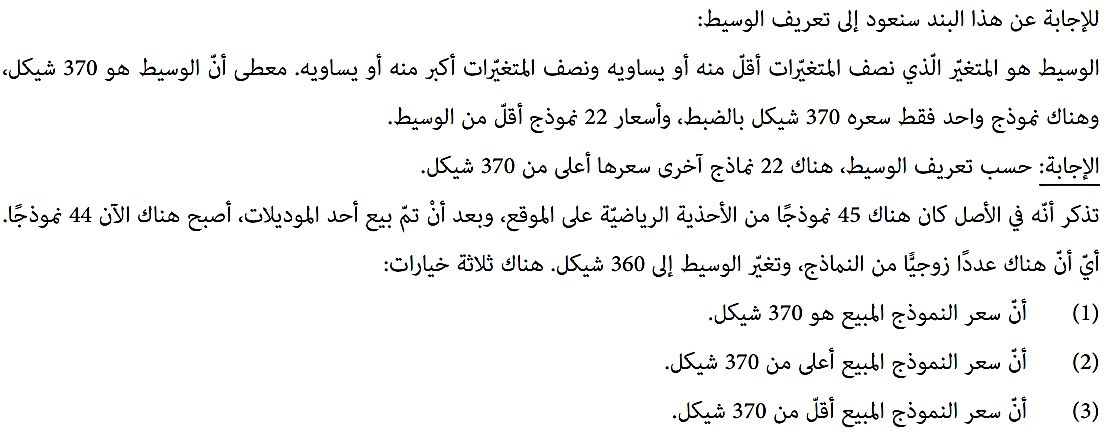 للإجابة عن هذا البند سنعود إلى تعريف الوسيط:
الوسيط هو المتغيّر الّذي نصف المتغيّرات أقلّ منه أو يساويه ونصف المتغيّرات أكبر منه أو يساويه. معطى أنّ الوسيط هو 370 شيكل،
وهناك نموذج واحد فقط سعره 370 شيكل بالضبط، وأسعار 22 نموذج أقلّ من الوسيط.
الإجابة: حسب تعريف الوسيط، هناك 22 نماذج آخرى سعرها أعلى من 370 شيكل.
تذكر أنّه في الأصل كان هناك 45 نموذجًا من الأحذية الرياضيّة على الموقع، وبعد أنْ تمّ بيع أحد الموديلات، أصبح هناك الآن 44 نموذجًا.
أيّ أنّ هناك عددًا زوجيًّا من النماذج، وتغيّر الوسيط إلى 360 شيكل. هناك ثلاثة خيارات:
(1) أنّ سعر النموذج المبيع هو 370 شيكل.
(2) أنّ سعر النموذج المبيع أعلى من 370 شيكل.
(3) أنّ سعر النموذج المبيع أقلّ من 370 شيكل.